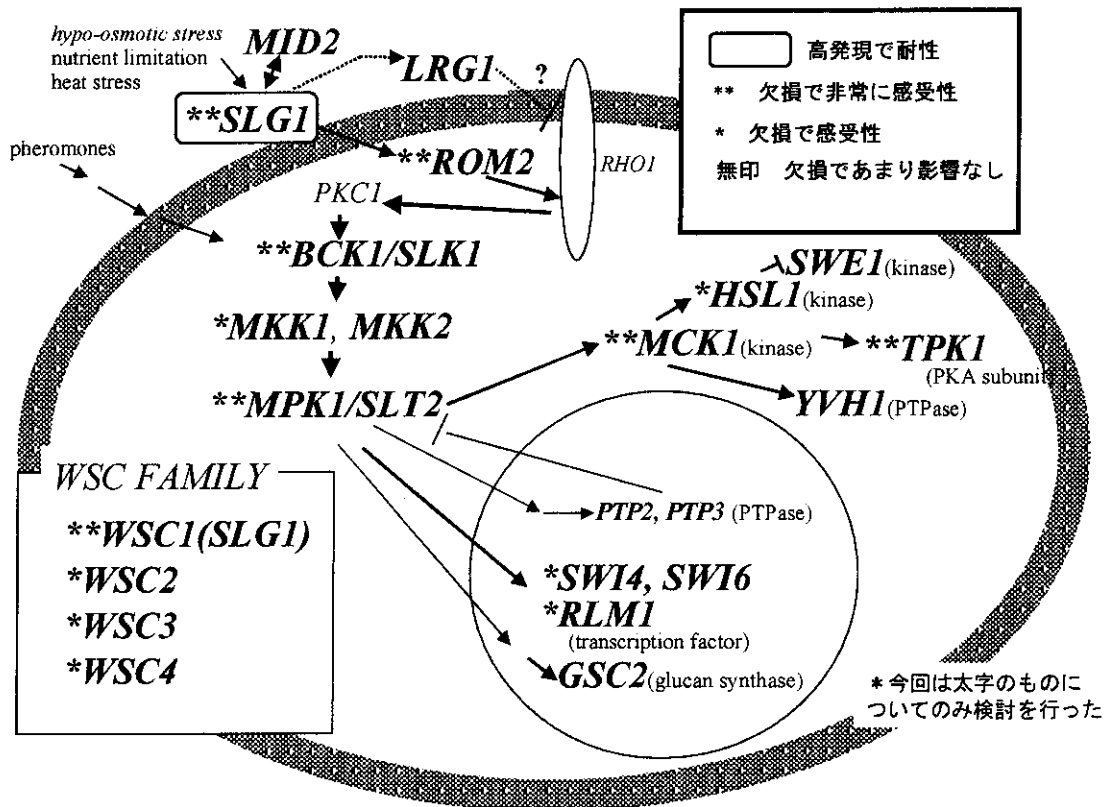 hypo-osmotic stress
nutrient limitation
heat stress
MID2
LRG1
?
**SLG1
pheromones
**ROM2
RHO1
PKC1
**BCK1/SLK1
*MKK1, MKK2
**MPK1/SLT2
高発現で耐性
** 欠損で非常に感受性
* 欠損で感受性
無印 欠損であまり影響なし
SWE1(kinase)
*HSL1(kinase)
**MCK1(kinase)
**TPK1
(PKA subunit
YVH1(PTPase)
WSC FAMILY
**WSC1(SLG1)
*WSC2
*WSC3
*WSC4
PTP2, PTP3 (PTPase)
*SWI4, SWI6
*RLM1
(transcription factor)
GSC2(glucan synthase)
*今回は太字のものに
ついてのみ検討を行った